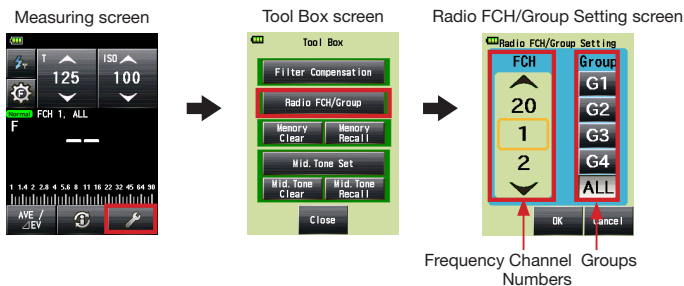 Measuring screen
T
125
ISO
100
Normal FCH 1, ALL
F
--
1 1.4 2 2.8 4 5.6 8 11 16 22 32 45 64 90
AVE /
⊿EV
Tool Box screen
Tool Box
Filter Compensation
Radio FCH/Group
Memory Clear
Memory Recall
Mid. Tone Set
Mid. Tone Clear
Mid. Tone Recall
Close
Radio FCH/Group Setting screen
Radio FCH/Group Setting
FCH
20
1
2
Group
G1
G2
G3
G4
ALL
OK
Cancel
Frequency Channel
Numbers
Groups